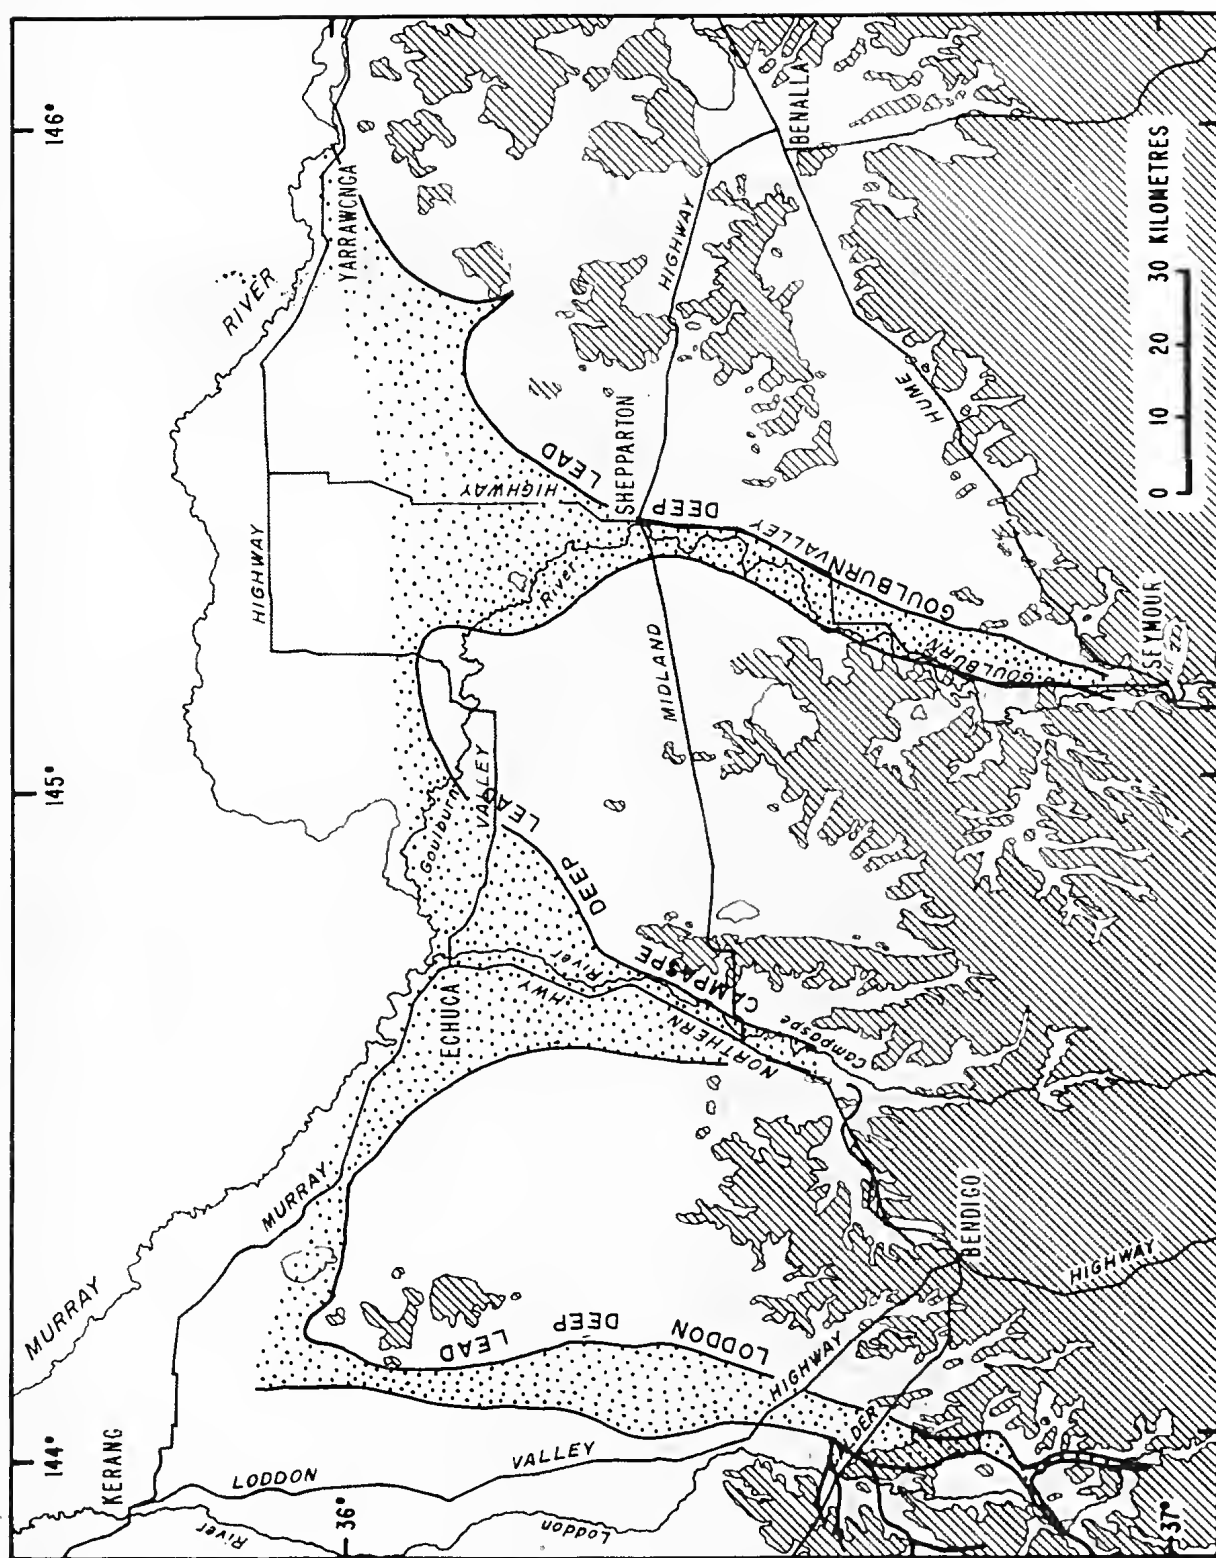 146°
145°
144°
36°
37°
MURRAY
RIVER
KERANG
YARRAWONGA
BENALLA
SHEPPARTON
ECHUCA
BENDIGO
SEYMOUR
MURRAY
VALLEY
HIGHWAY
HIGHWAY
MIDLAND
HIGHWAY
HUME
GOULBURN
VALLEY
HIGHWAY
NORTHERN
HWY.
LODDON
VALLEY
HIGHWAY
HIGHWAY
River
Loddon
Campaspe
River
Goulburn
River
LODDON
DEEP
LEAD
CAMPASPE
DEEP
LEAD
GOULBURN
DEEP
LEAD
0 10 20 30 KILOMETRES